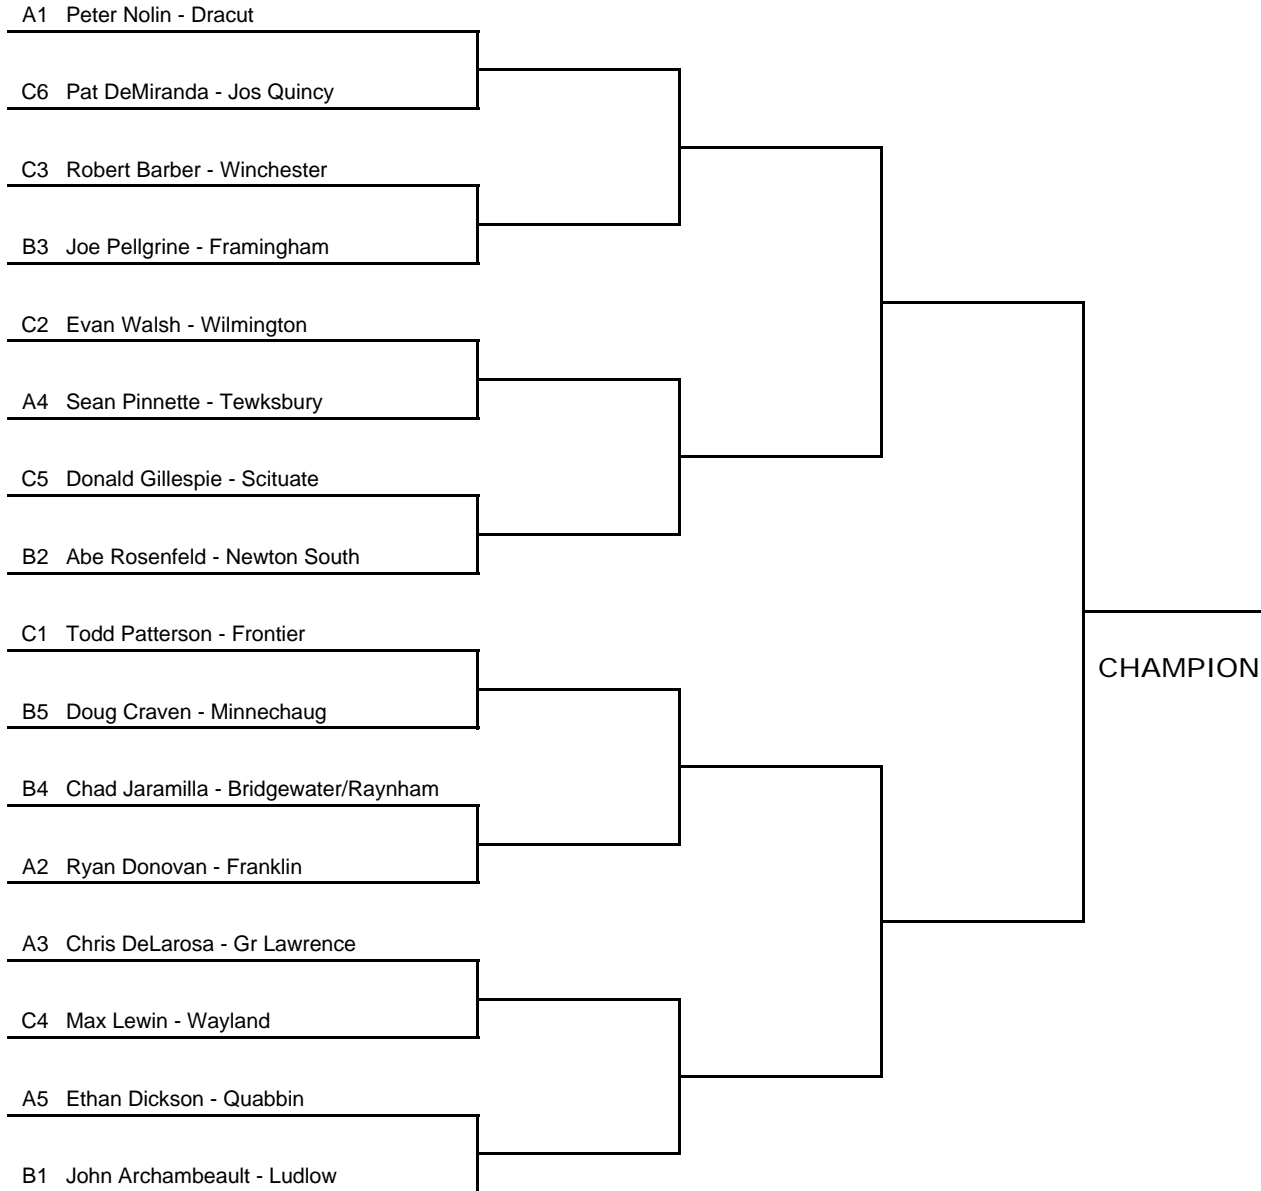 A1 Peter Nolin - Dracut
C6 Pat DeMiranda - Jos Quincy
C3 Robert Barber - Winchester
B3 Joe Pellgrine - Framingham
C2 Evan Walsh - Wilmington
A4 Sean Pinnette - Tewksbury
C5 Donald Gillespie - Scituate
B2 Abe Rosenfeld - Newton South
C1 Todd Patterson - Frontier
CHAMPION
B5 Doug Craven - Minnechaug
B4 Chad Jaramilla - Bridgewater/Raynham
A2 Ryan Donovan - Franklin
A3 Chris DeLarosa - Gr Lawrence
C4 Max Lewin - Wayland
A5 Ethan Dickson - Quabbin
B1 John Archambeault - Ludlow